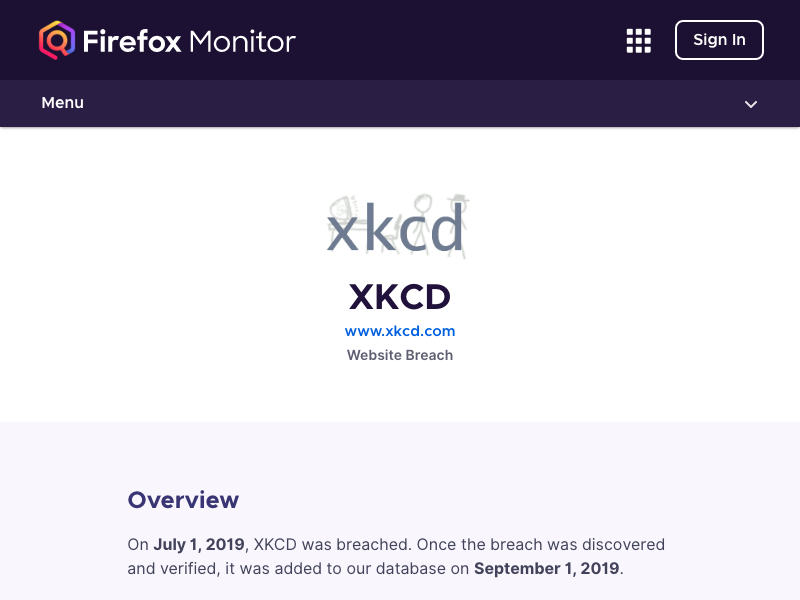 Firefox Monitor
Sign In
Menu
xkcd
XKCD
www.xkcd.com
Website Breach
Overview
On July 1, 2019, XKCD was breached. Once the breach was discovered
and verified, it was added to our database on September 1, 2019.